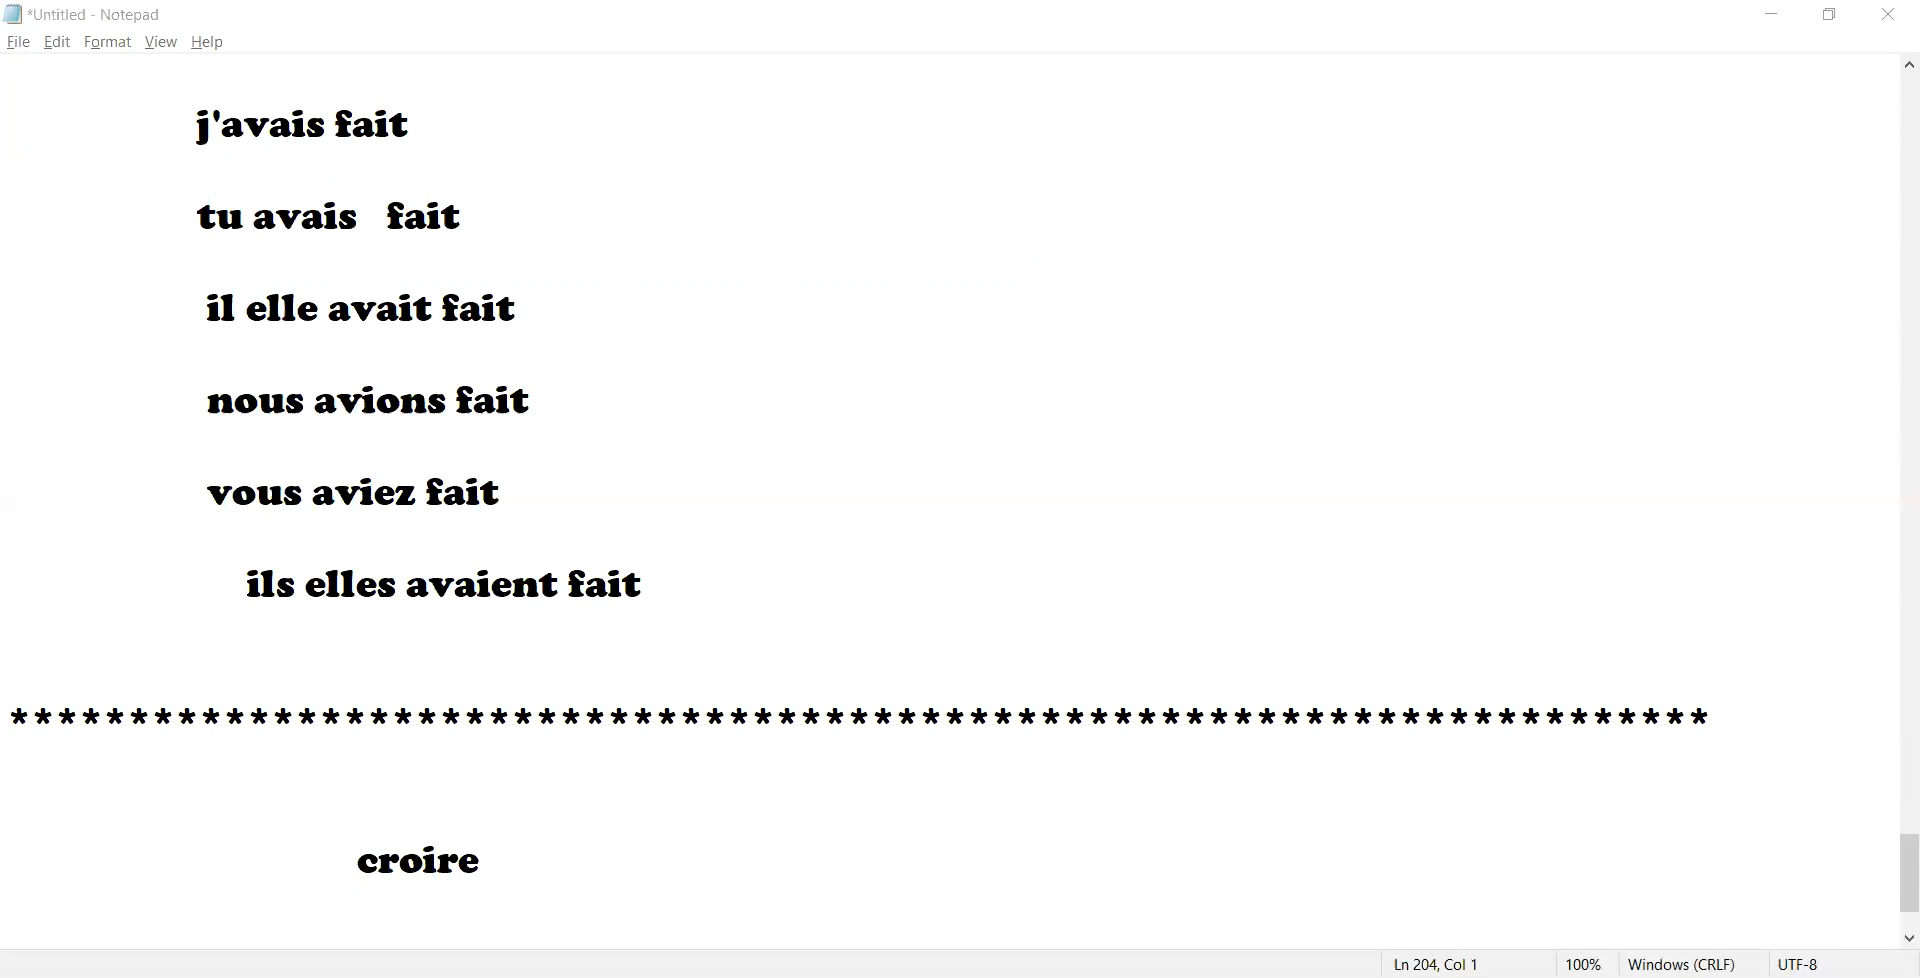 *Untitled - Notepad
File Edit Format View Help
j'avais fait
tu avais   fait
il elle avait fait
nous avions fait
vous aviez fait
ils elles avaient fait
***********************************************************************
croire
Ln 204, Col 1 100% Windows (CRLF) UTF-8